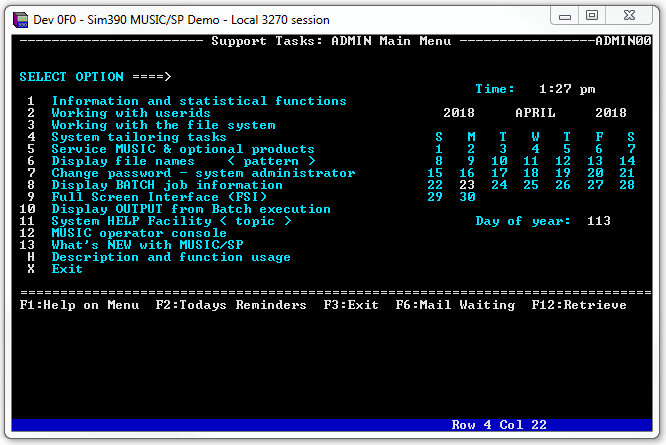 Dev 0F0 - Sim390 MUSIC/SP Demo - Local 3270 session
----------------------- Support Tasks: ADMIN Main Menu -----------------ADMIN00
SELECT OPTION ====>
Time: 1:27 pm
1 Information and statistical functions
2 Working with userids 2018 APRIL 2018
3 Working with the file system
4 System tailoring tasks S M T W T F S
5 Service MUSIC & optional products 1 2 3 4 5 6 7
6 Display file names < pattern > 8 9 10 11 12 13 14
7 Change password - system administrator 15 16 17 18 19 20 21
8 Display BATCH job information 22 23 24 25 26 27 28
9 Full Screen Interface (FSI) 29 30
10 Display OUTPUT from Batch execution
11 System HELP Facility < topic > Day of year: 113
12 MUSIC operator console
13 What's NEW with MUSIC/SP
H Description and function usage
X Exit
===============================================================================
F1:Help on Menu F2:Todays Reminders F3:Exit F6:Mail Waiting F12:Retrieve
Row 4 Col 22